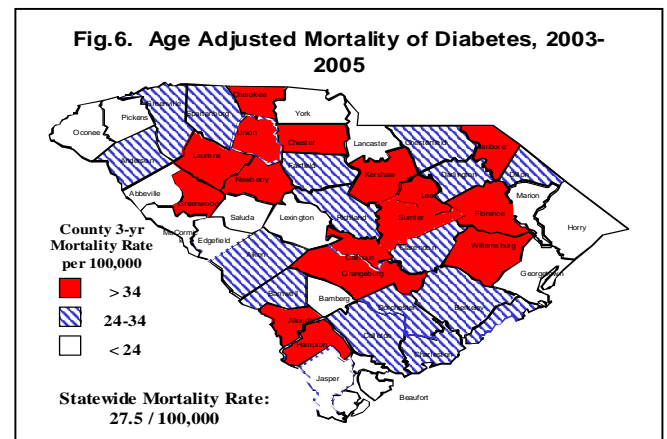 Fig.6. Age Adjusted Mortality of Diabetes, 2003-
2005
Cherokee
York
Greenville
Spartanburg
Pickens
Oconee
Union
Chester
Lancaster
Chesterfield
Marlboro
Anderson
Laurens
Fairfield
Kershaw
Darlington
Dillon
Newberry
Lee
Marion
Abbeville
Greenwood
Richland
Sumter
Florence
Horry
Saluda
Lexington
McCormic
Edgefield
Calhoun
Clarendon
Williamsburg
Aiken
Orangeburg
Georgetown
Barnwell
Bamberg
Dorchester
Berkeley
Allendale
Colleton
Hampton
Charleston
Jasper
Beaufort
County 3-yr
Mortality Rate
per 100,000
> 34
24-34
< 24
Statewide Mortality Rate:
27.5 / 100,000